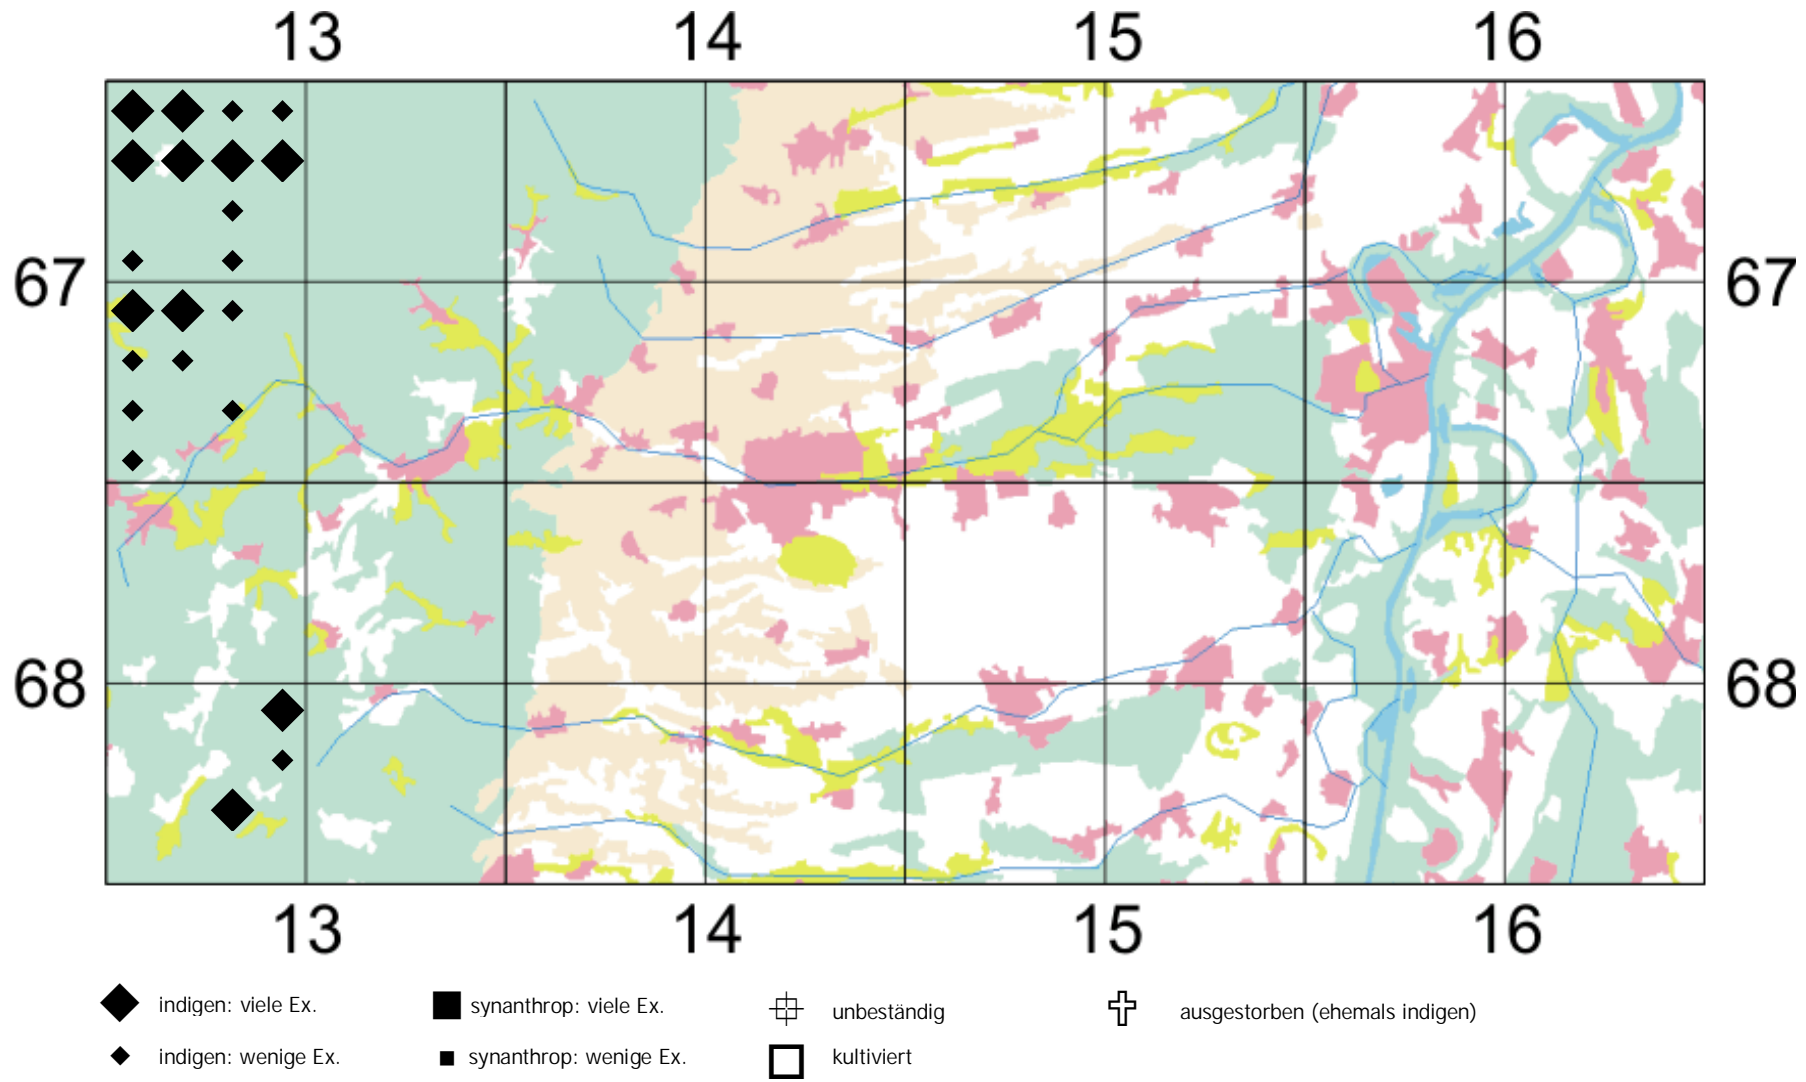 13 14 15 16
67 67
68 68
13 14 15 16
indigen: viele Ex. synanthrop: viele Ex. unbeständig ausgestorben (ehemals indigen)
indigen: wenige Ex. synanthrop: wenige Ex. kultiviert